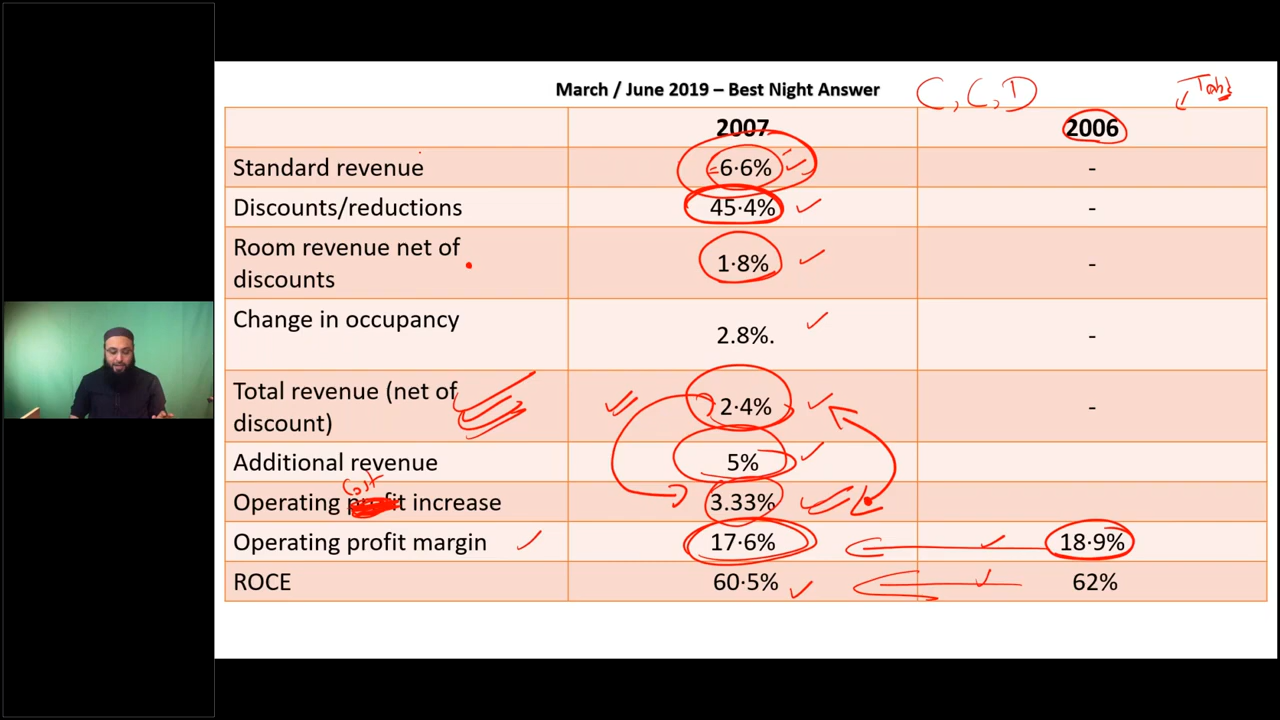 March / June 2019 – Best Night Answer C, C, D
2007 2006
Standard revenue 6·6% -
Discounts/reductions 45·4% -
Room revenue net of
discounts 1·8% -
Change in occupancy 2.8%. -
Total revenue (net of
discount) 2·4% -
Additional revenue 5%
Cost
Operating profit increase 3.33%
Operating profit margin 17·6% 18·9%
ROCE 60·5% 62%